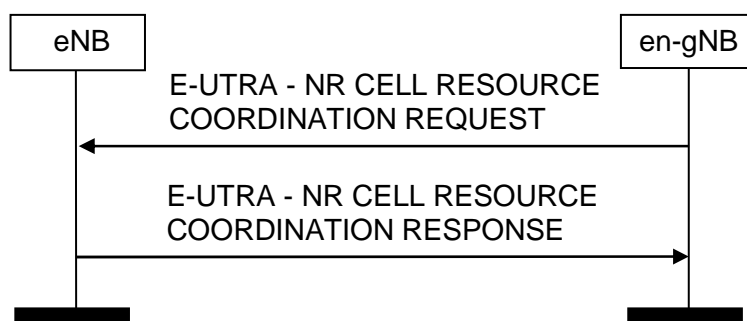 eNB
en-gNB
E-UTRA - NR CELL RESOURCE
COORDINATION REQUEST
E-UTRA - NR CELL RESOURCE
COORDINATION RESPONSE